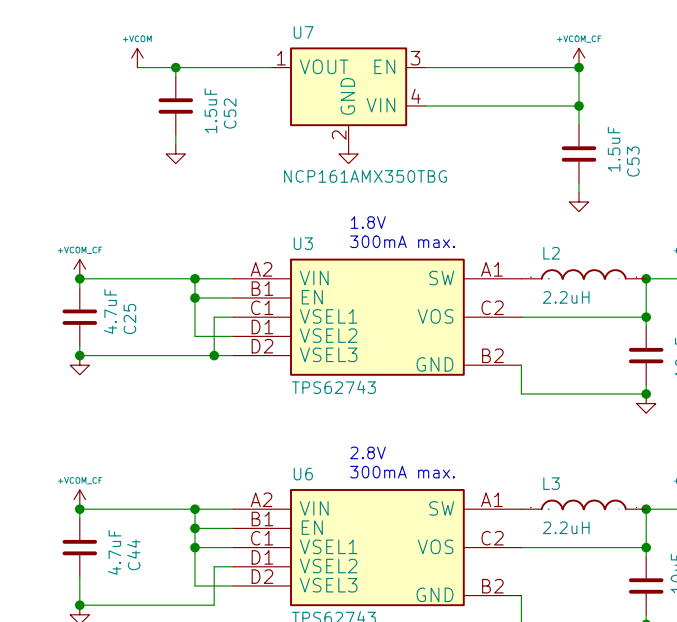 U7
+VCOM
+VCOM_CF
1
VOUT
EN
3
GND
VIN
4
2
1.5uF
C52
1.5uF
C53
NCP161AMX350TBG
1.8V
300mA max.
U3
+VCOM_CF
A2
VIN
SW
A1
L2
2.2uH
B1
EN
C1
VSEL1
VOS
C2
D1
VSEL2
D2
VSEL3
GND
B2
4.7uF
C25
TPS62743
2.8V
300mA max.
U6
+VCOM_CF
A2
VIN
SW
A1
L3
2.2uH
B1
EN
C1
VSEL1
VOS
C2
D1
VSEL2
D2
VSEL3
GND
B2
4.7uF
C44
TPS62743